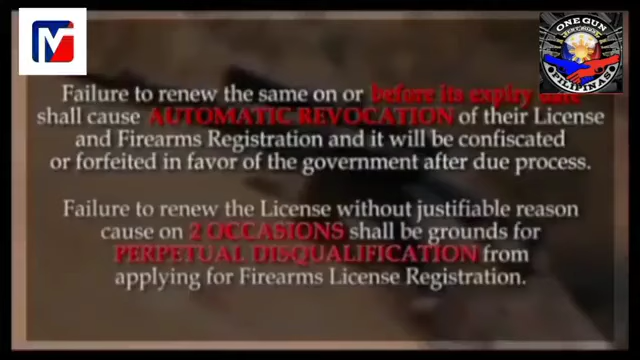 M
ONE GUN
PILIPINAS
Failure to renew the same on or before its expiry date
shall cause AUTOMATIC REVOCATION of their License
and Firearms Registration and it will be confiscated
or forfeited in favor of the government after due process.
Failure to renew the License without justifiable reason
cause on 2 OCCASIONS shall be grounds for
PERPETUAL DISQUALIFICATION from
applying for Firearms License Registration.